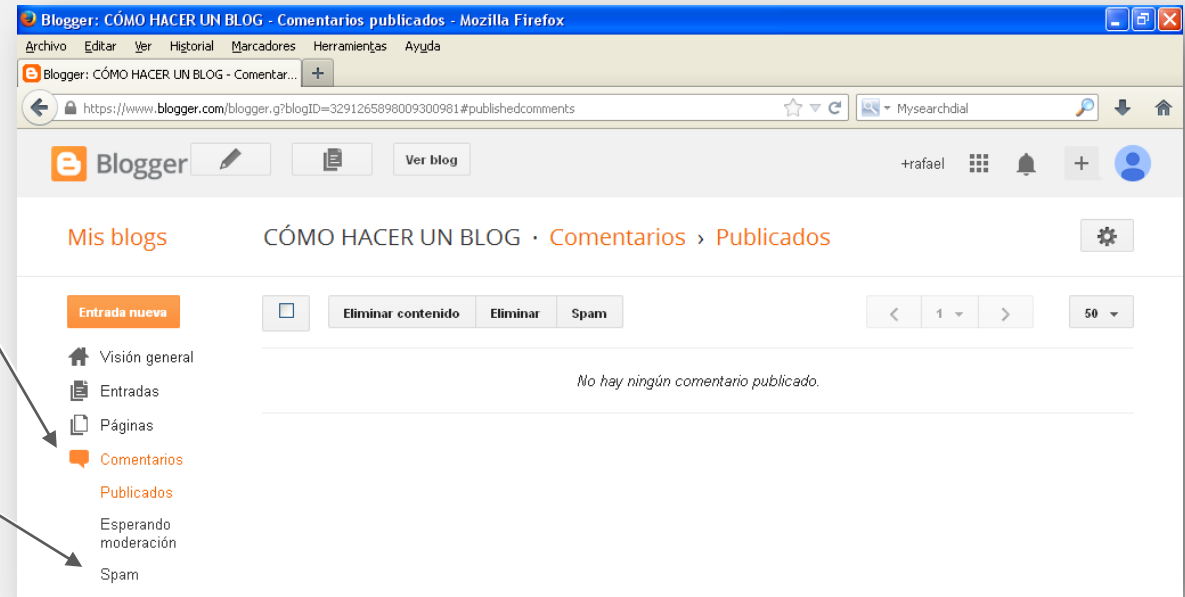 Blogger: CÓMO HACER UN BLOG - Comentarios publicados - Mozilla Firefox
Archivo Editar Ver Historial Marcadores Herramientas Ayuda
Blogger: CÓMO HACER UN BLOG - Comentar... +
https://www.blogger.com/blogger.g?blogID=3291265898009300981#publishedcomments Mysearchdial
Blogger Ver blog +rafael +
Mis blogs CÓMO HACER UN BLOG · Comentarios › Publicados
Entrada nueva Eliminar contenido Eliminar Spam < 1 > 50
Visión general
No hay ningún comentario publicado.
Entradas
Páginas
Comentarios
Publicados
Esperando
moderación
Spam